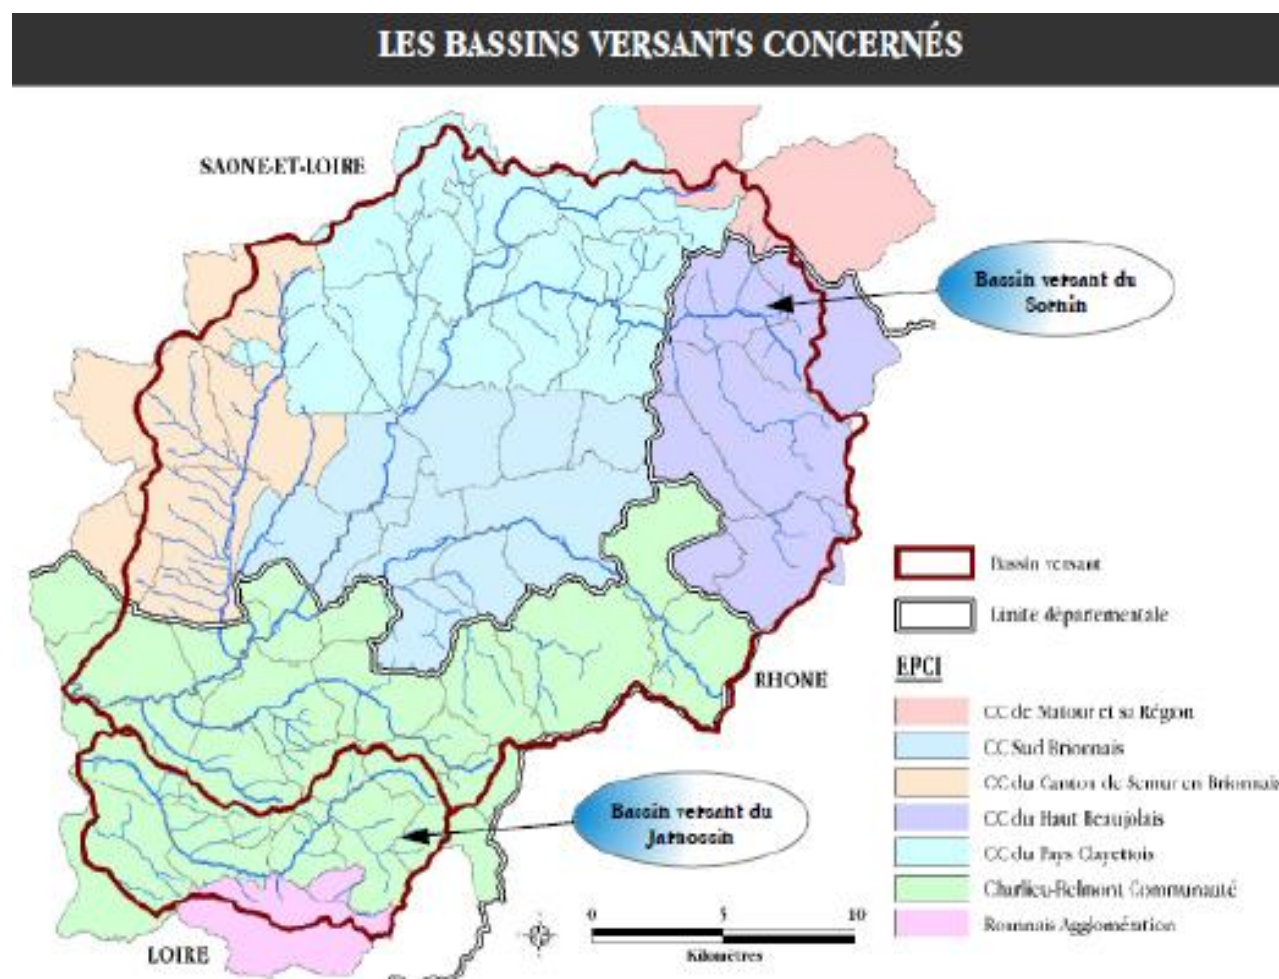 LES BASSINS VERSANTS CONCERNÉS
SAONE-ET-LOIRE
Bassin versant du
Sornin
Bassin versant
Limite départementale
RHONE
EPCI
CC de Matour et sa Région
CC Sud Brionnais
CC du Canton de Semur en Brionnais
CC du Haut Beaujolais
CC du Pays Clayettois
Charlieu-Belmont Communauté
Roannais Agglomération
Bassin versant du
Jarnossin
0 5 10
Kilomètres
LOIRE